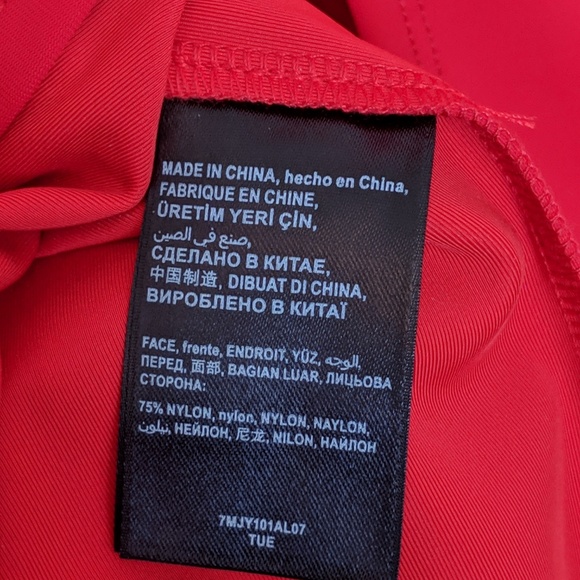 MADE IN CHINA, hecho en China,
FABRIQUE EN CHINE,
ÜRETİM YERİ ÇİN,
صنع في الصين,
СДЕЛАНО В КИТАЕ,
中国制造, DIBUAT DI CHINA,
ВИРОБЛЕНО В КИТАЇ
FACE, frente, ENDROIT, YÜZ, الوجه,
ПЕРЕД, 面部, BAGIAN LUAR, ЛИЦЬОВА
СТОРОНА:
75% NYLON, nylon, NYLON, NAYLON,
نيلون, НЕЙЛОН, 尼龙, NILON, НАЙЛОН
7MJY101AL07
TUE